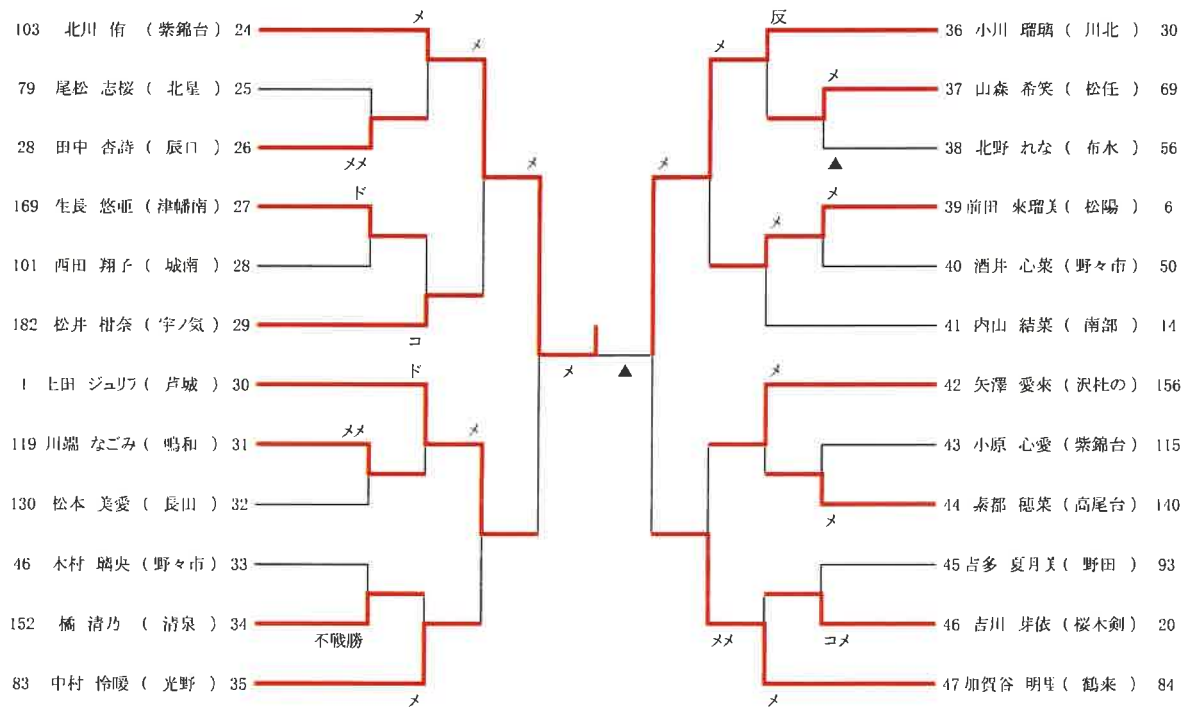 103 北川 侑 ( 紫錦台 ) 24
79 尾松 志桜 ( 北星 ) 25
28 田中 杏詩 ( 辰口 ) 26
169 生長 悠亜 ( 津幡南 ) 27
101 西田 翔子 ( 城南 ) 28
182 松井 柑奈 ( 宇ノ気 ) 29
1 上田 ジュリア ( 芦城 ) 30
119 川端 なごみ ( 鳴和 ) 31
130 松本 美愛 ( 長田 ) 32
46 木村 璃央 ( 野々市 ) 33
152 橘 清乃 ( 清泉 ) 34
83 中村 怜暖 ( 光野 ) 35
メ
メ
メメ
メ
ド
コ
ド
メメ
メ
不戦勝
メ
メ
▲
反
メ
メ
▲
メ
メ
メ
メ
メ
コメ
メメ
メ
36 小川 瑠璃 ( 川北 ) 30
37 山森 希笑 ( 松任 ) 69
38 北野 れな ( 布水 ) 56
39 前田 來瑠美 ( 松陽 ) 6
40 酒井 心菜 ( 野々市 ) 50
41 内山 結菜 ( 南部 ) 14
42 矢澤 愛來 ( 沢杜の ) 156
43 小原 心愛 ( 紫錦台 ) 115
44 泰都 穂菜 ( 高尾台 ) 140
45 吉多 夏月美 ( 野田 ) 93
46 吉川 芽依 ( 桜木剣 ) 20
47 加賀谷 明里 ( 鶴来 ) 84